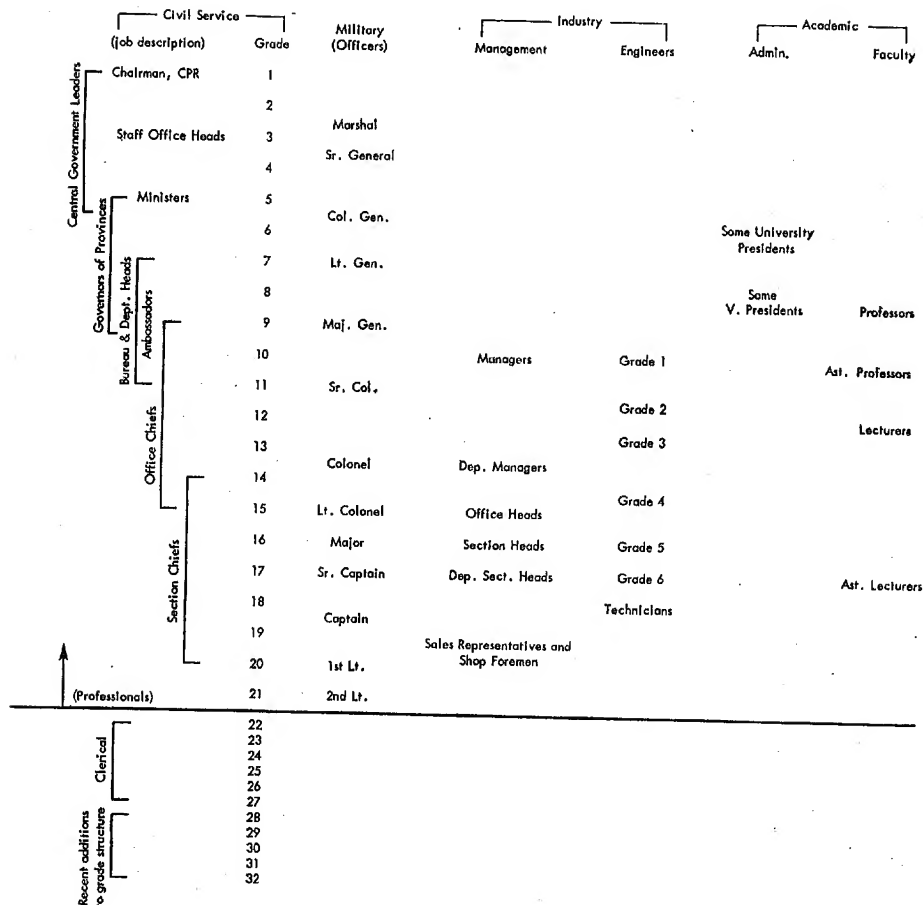 Civil Service
Military
(Officers)
Industry
Academic
(job description) Grade Management Engineers Admin. Faculty
Central Government Leaders
Chairman, CPR 1
2
Marshal
Staff Office Heads 3
Sr. General
4
Governors of Provinces
Ministers 5
Col. Gen.
6 Some University
Presidents
Bureau & Dept. Heads
Ambassadors
7 Lt. Gen.
8 Some
V. Presidents Professors
Office Chiefs
9 Maj. Gen.
10 Managers Grade 1
Ast. Professors
11 Sr. Col.
12 Grade 2
Lecturers
13 Grade 3
Colonel Dep. Managers
Section Chiefs
14
15 Lt. Colonel Office Heads Grade 4
16 Major Section Heads Grade 5
17 Sr. Captain Dep. Sect. Heads Grade 6 Ast. Lecturers
18 Technicians
Captain
19
Sales Representatives and
Shop Foremen
20 1st Lt.
(Professionals) 21 2nd Lt.
Clerical
22
23
24
25
26
27
Recent additions
o grade structure
28
29
30
31
32